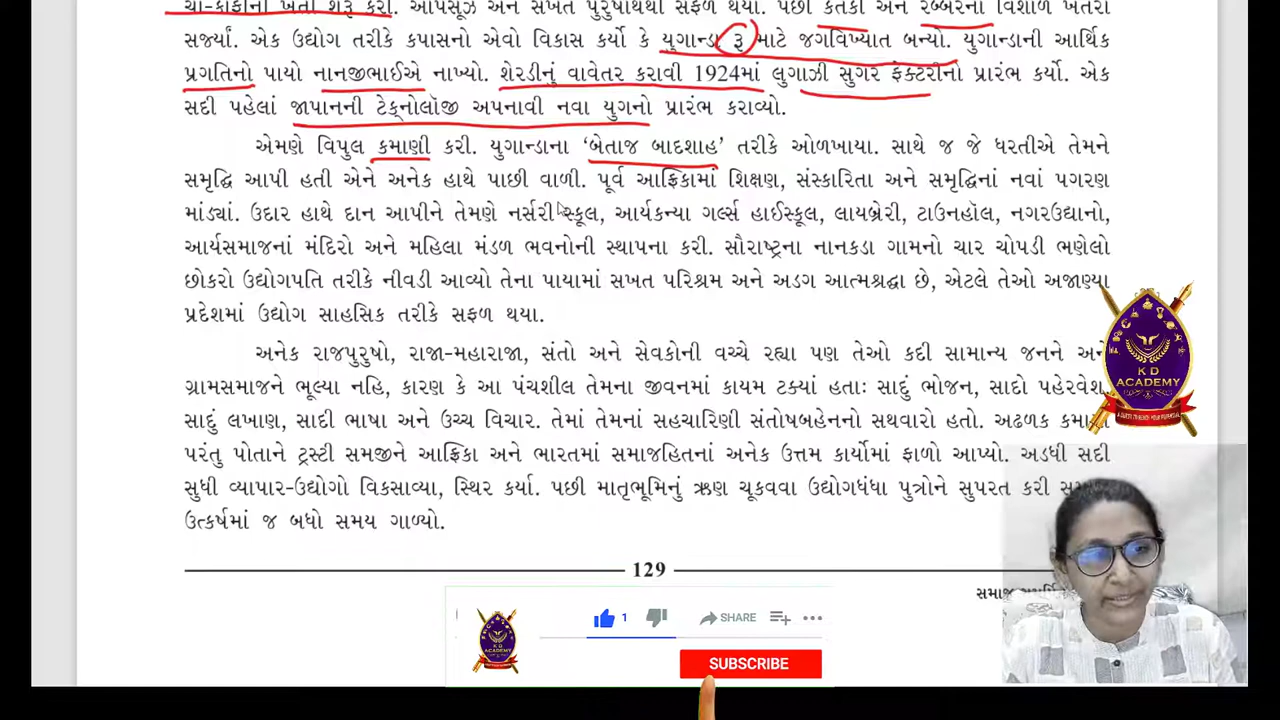 ચા-કોફીની ખેતી શરૂ કરી. આપસૂઝ અને સખત પુરુષાર્થથી સફળ થયા. પછી કેતકી અને રબ્બરનાં વિશાળ ખેતરો
સર્જ્યાં. એક ઉદ્યોગ તરીકે કપાસનો એવો વિકાસ કર્યો કે યુગાન્ડા રૂ માટે જગવિખ્યાત બન્યો. યુગાન્ડાની આર્થિક
પ્રગતિનો પાયો નાનજીભાઈએ નાખ્યો. શેરડીનું વાવેતર કરાવી 1924માં લુગાઝી સુગર ફેક્ટરીનો પ્રારંભ કર્યો. એક
સદી પહેલાં જાપાનની ટેક્નોલૉજી અપનાવી નવા યુગનો પ્રારંભ કરાવ્યો.
એમણે વિપુલ કમાણી કરી. યુગાન્ડાના ‘બેતાજ બાદશાહ’ તરીકે ઓળખાયા. સાથે જ જે ધરતીએ તેમને
સમૃદ્ધિ આપી હતી એને અનેક હાથે પાછી વાળી. પૂર્વ આફ્રિકામાં શિક્ષણ, સંસ્કારિતા અને સમૃદ્ધિનાં નવાં પગરણ
માંડ્યાં. ઉદાર હાથે દાન આપીને તેમણે નર્સરી સ્કૂલ, આર્યકન્યા ગર્લ્સ હાઈસ્કૂલ, લાયબ્રેરી, ટાઉનહૉલ, નગરઉદ્યાનો,
આર્યસમાજનાં મંદિરો અને મહિલા મંડળ ભવનોની સ્થાપના કરી. સૌરાષ્ટ્રના નાનકડા ગામનો ચાર ચોપડી ભણેલો
છોકરો ઉદ્યોગપતિ તરીકે નીવડી આવ્યો તેના પાયામાં સખત પરિશ્રમ અને અડગ આત્મશ્રદ્ધા છે, એટલે તેઓ અજાણ્યા
પ્રદેશમાં ઉદ્યોગ સાહસિક તરીકે સફળ થયા.
અનેક રાજપુરુષો, રાજા-મહારાજા, સંતો અને સેવકોની વચ્ચે રહ્યા પણ તેઓ કદી સામાન્ય જનને અને
ગ્રામસમાજને ભૂલ્યા નહિ, કારણ કે આ પંચશીલ તેમના જીવનમાં કાયમ ટક્યાં હતાઃ સાદું ભોજન, સાદો પહેરવેશ,
સાદું લખાણ, સાદી ભાષા અને ઉચ્ચ વિચાર. તેમાં તેમનાં સહચારિણી સંતોષબહેનનો સથવારો હતો. અઢળક
પરંતુ પોતાને ટ્રસ્ટી સમજીને આફ્રિકા અને ભારતમાં સમાજહિતનાં અનેક ઉત્તમ કાર્યોમાં ફાળો આપ્યો. અડધી સદી
સુધી વ્યાપાર-ઉદ્યોગો વિકસાવ્યા, સ્થિર કર્યા. પછી માતૃભૂમિનું ઋણ ચૂકવવા ઉદ્યોગધંધા પુત્રોને સુપરત કરી
ઉત્કર્ષમાં જ બધો સમય ગાળ્યો.
129
K D
ACADEMY
1
SHARE
K D
ACADEMY
SUBSCRIBE